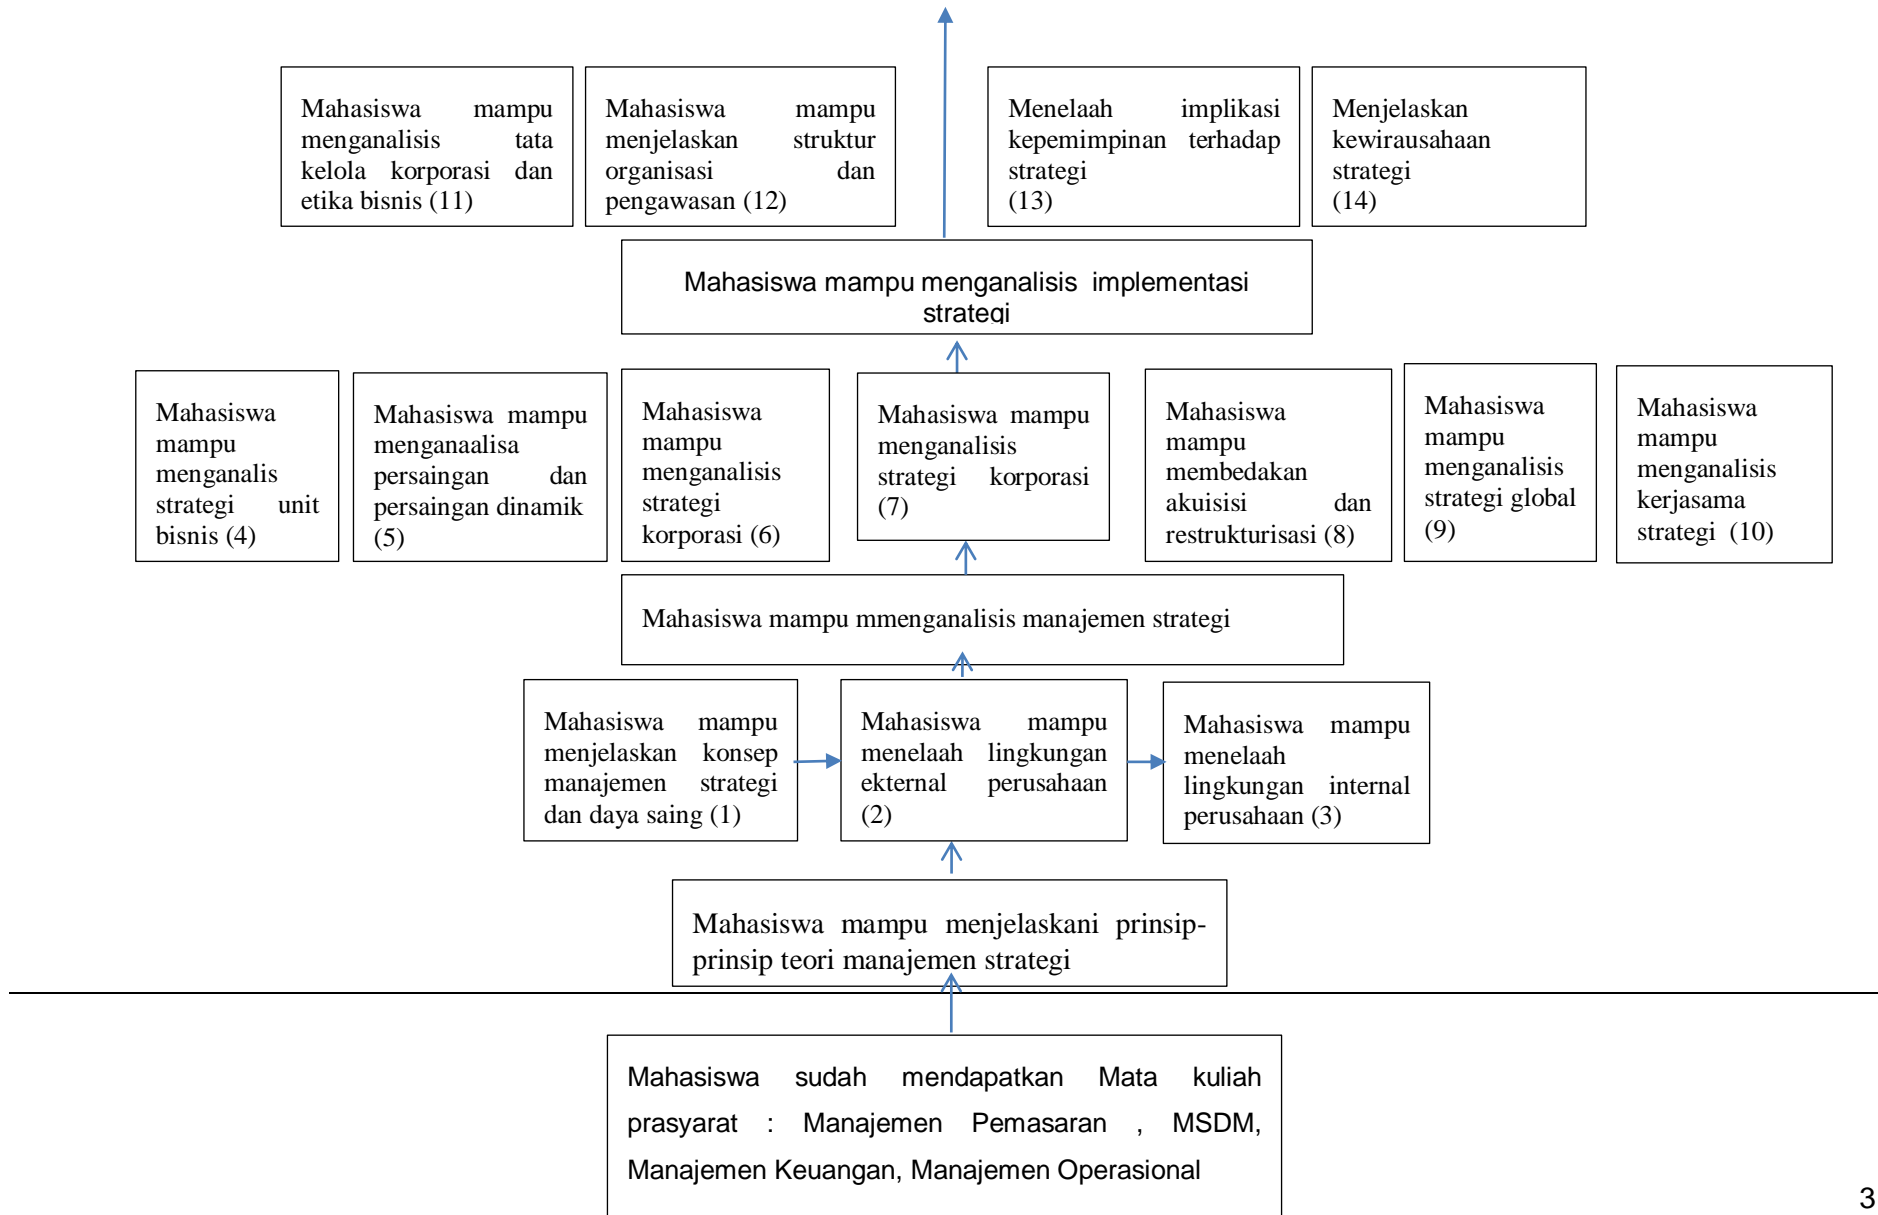 Mahasiswa mampu
menganalisis tata
kelola korporasi dan
etika bisnis (11)
Mahasiswa mampu
menjelaskan struktur
organisasi dan
pengawasan (12)
Menelaah implikasi
kepemimpinan terhadap
strategi
(13)
Menjelaskan
kewirausahaan
strategi
(14)
Mahasiswa mampu menganalisis implementasi
strategi
Mahasiswa
mampu
menganalis
strategi unit
bisnis (4)
Mahasiswa mampu
menganaalisa
persaingan dan
persaingan dinamik
(5)
Mahasiswa
mampu
menganalisis
strategi
korporasi (6)
Mahasiswa mampu
menganalisis
strategi korporasi
(7)
Mahasiswa
mampu
membedakan
akuisisi dan
restrukturisasi (8)
Mahasiswa
mampu
menganalisis
strategi global
(9)
Mahasiswa
mampu
menganalisis
kerjasama
strategi (10)
Mahasiswa mampu mmenganalisis manajemen strategi
Mahasiswa mampu
menjelaskan konsep
manajemen strategi
dan daya saing (1)
Mahasiswa mampu
menelaah lingkungan
ekternal perusahaan
(2)
Mahasiswa mampu
menelaah
lingkungan internal
perusahaan (3)
Mahasiswa mampu menjelaskani prinsip-
prinsip teori manajemen strategi
Mahasiswa sudah mendapatkan Mata kuliah
prasyarat : Manajemen Pemasaran , MSDM,
Manajemen Keuangan, Manajemen Operasional
3